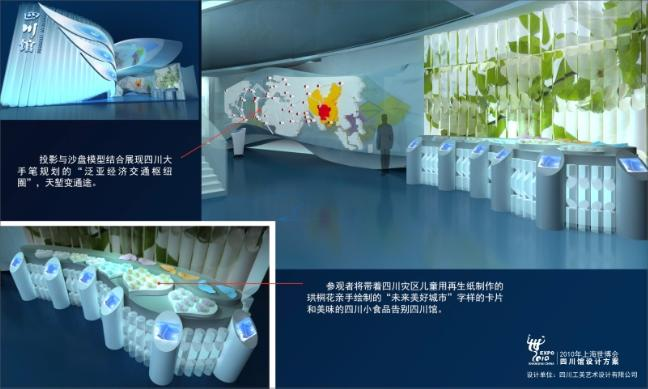 四川馆
投影与沙盘模型结合展现四川大
手笔规划的“泛亚经济交通枢纽
圈”，天堑变通途。
参观者将带着四川灾区儿童用再生纸制作的
珙桐花亲手绘制的“未来美好城市”字样的卡片
和美味的四川小食品告别四川馆。
EXPO
2010
SHANGHAI CHINA
2010年上海世博会
四川馆设计方案
设计单位：四川工美艺术设计有限公司